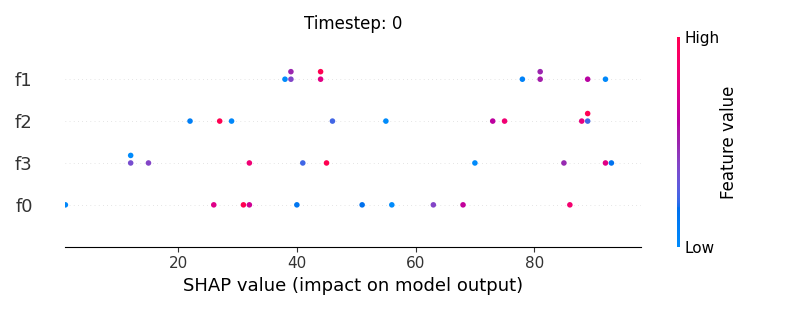 Timestep: 0
High
f1
f2
f3
f0
Feature value
Low
20 40 60 80
SHAP value (impact on model output)